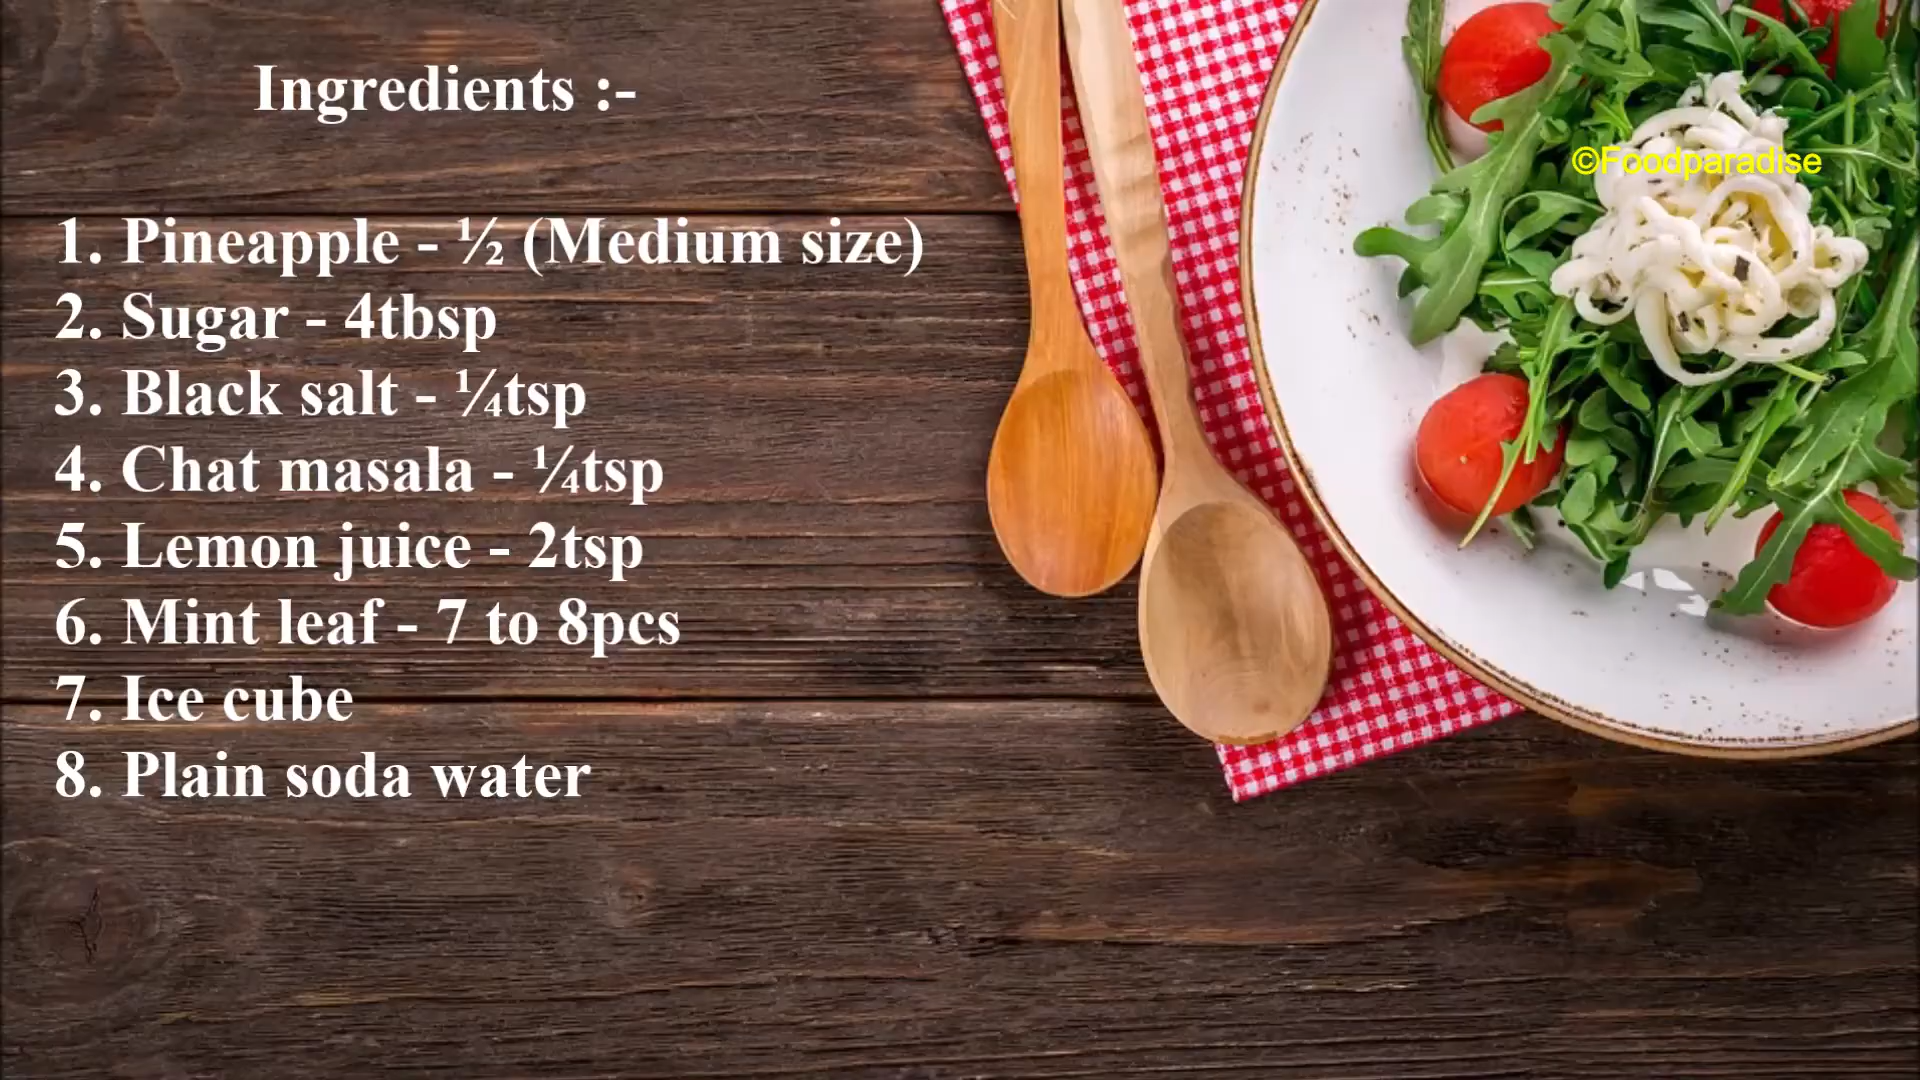 Ingredients :-
©Foodparadise
1. Pineapple - ½ (Medium size)
2. Sugar - 4tbsp
3. Black salt - ¼tsp
4. Chat masala - ¼tsp
5. Lemon juice - 2tsp
6. Mint leaf - 7 to 8pcs
7. Ice cube
8. Plain soda water